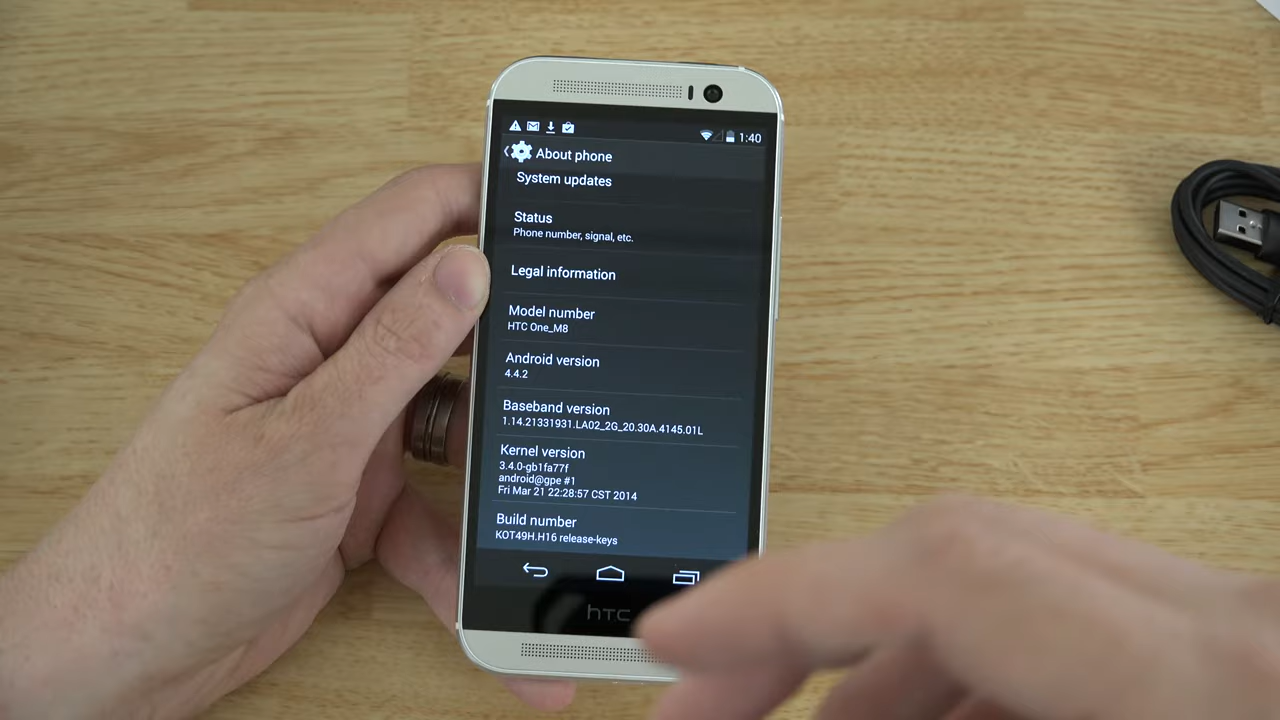 1:40
About phone
System updates
Status
Phone number, signal, etc.
Legal information
Model number
HTC One_M8
Android version
4.4.2
Baseband version
1.14.21331931.LA02_2G_20.30A.4145.01L
Kernel version
3.4.0-gb1fa77f
android@gpe #1
Fri Mar 21 22:28:57 CST 2014
Build number
KOT49H.H16 release-keys
hTC